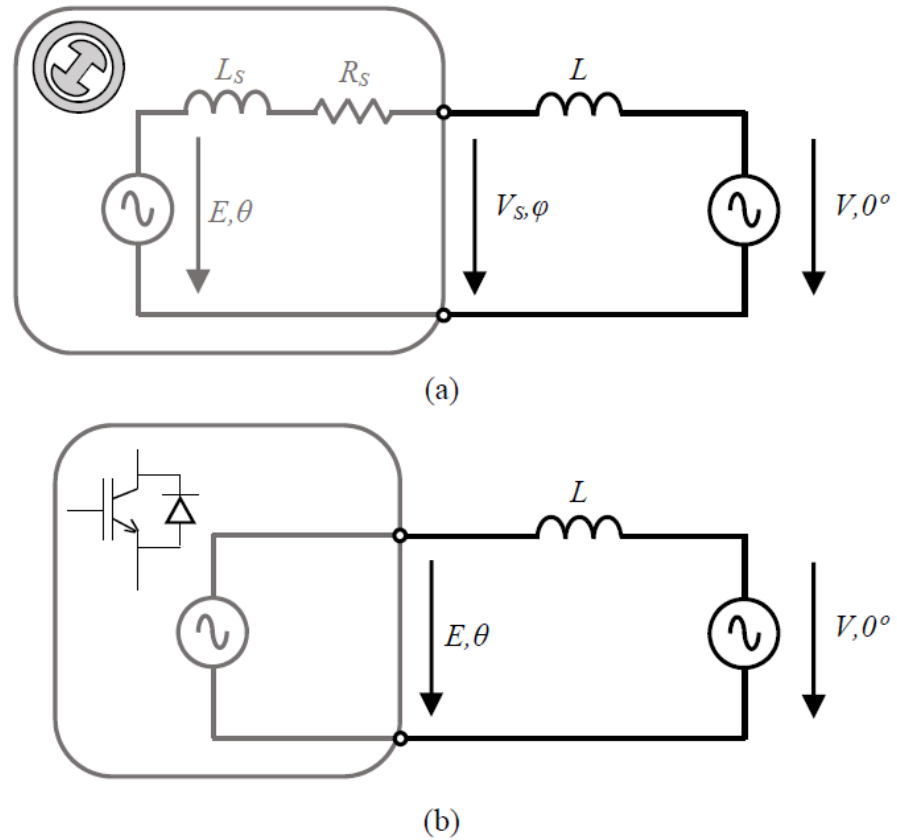 L_S R_S L
E,θ V_S,φ V,0°
(a)
L
E,θ V,0°
(b)